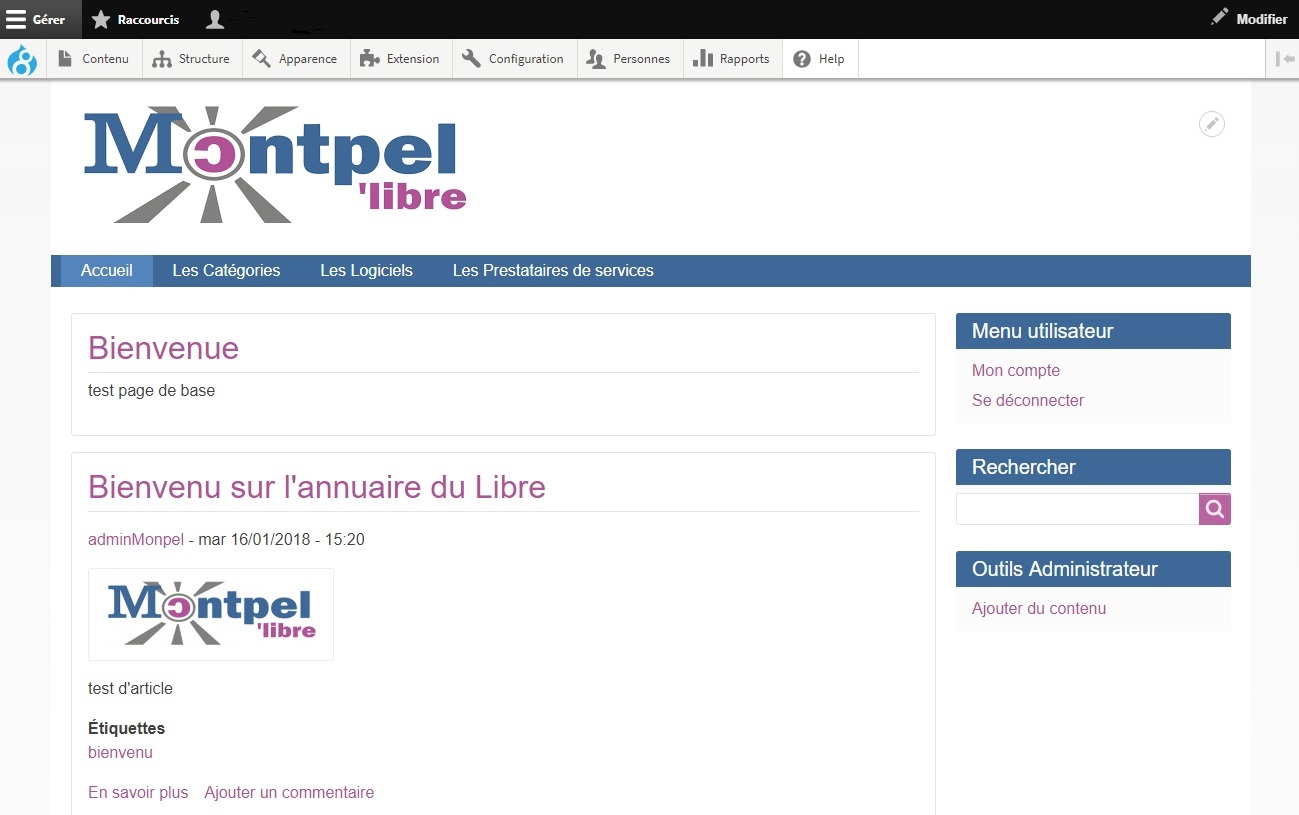 Gérer Raccourcis Modifier
Contenu Structure Apparence Extension Configuration Personnes Rapports Help
Montpel
'libre
Accueil Les Catégories Les Logiciels Les Prestataires de services
Bienvenue
test page de base
Bienvenu sur l'annuaire du Libre
adminMonpel - mar 16/01/2018 - 15:20
Montpel
'libre
test d'article
Étiquettes
bienvenu
En savoir plus Ajouter un commentaire
Menu utilisateur
Mon compte
Se déconnecter
Rechercher
Outils Administrateur
Ajouter du contenu